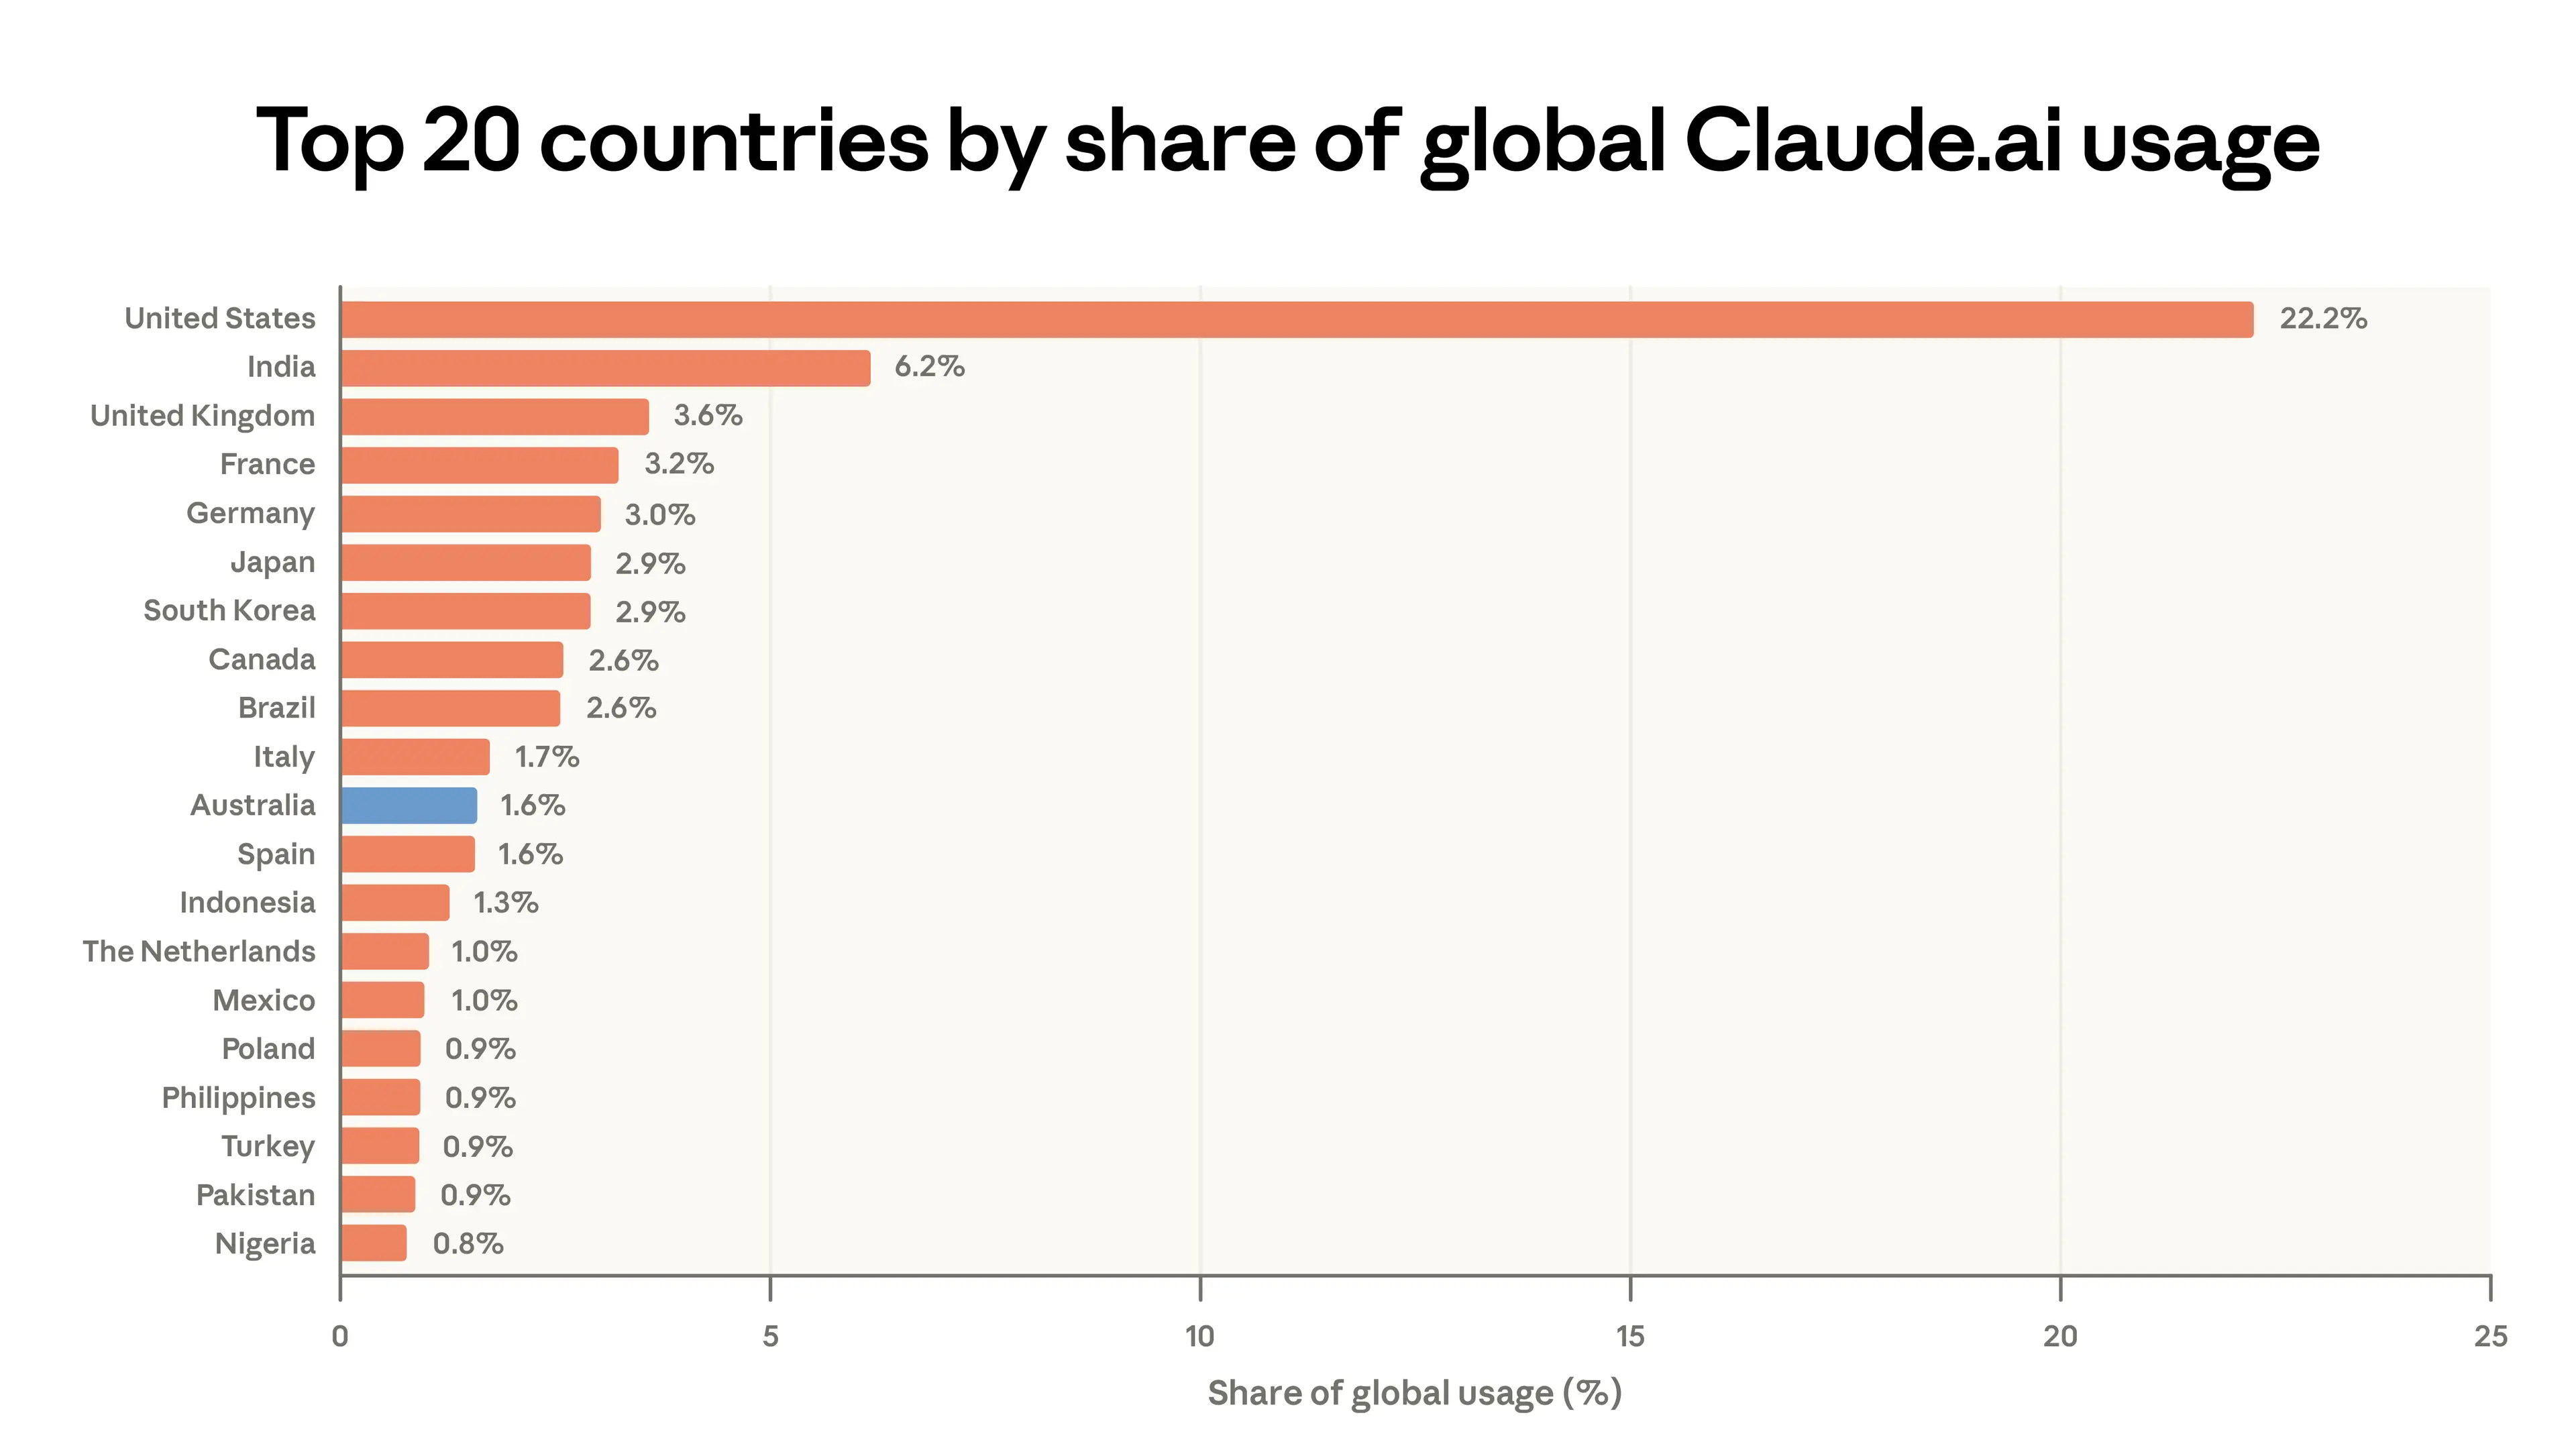 Top 20 countries by share of global Claude.ai usage
United States 22.2%
India 6.2%
United Kingdom 3.6%
France 3.2%
Germany 3.0%
Japan 2.9%
South Korea 2.9%
Canada 2.6%
Brazil 2.6%
Italy 1.7%
Australia 1.6%
Spain 1.6%
Indonesia 1.3%
The Netherlands 1.0%
Mexico 1.0%
Poland 0.9%
Philippines 0.9%
Turkey 0.9%
Pakistan 0.9%
Nigeria 0.8%
0 5 10 15 20 25
Share of global usage (%)